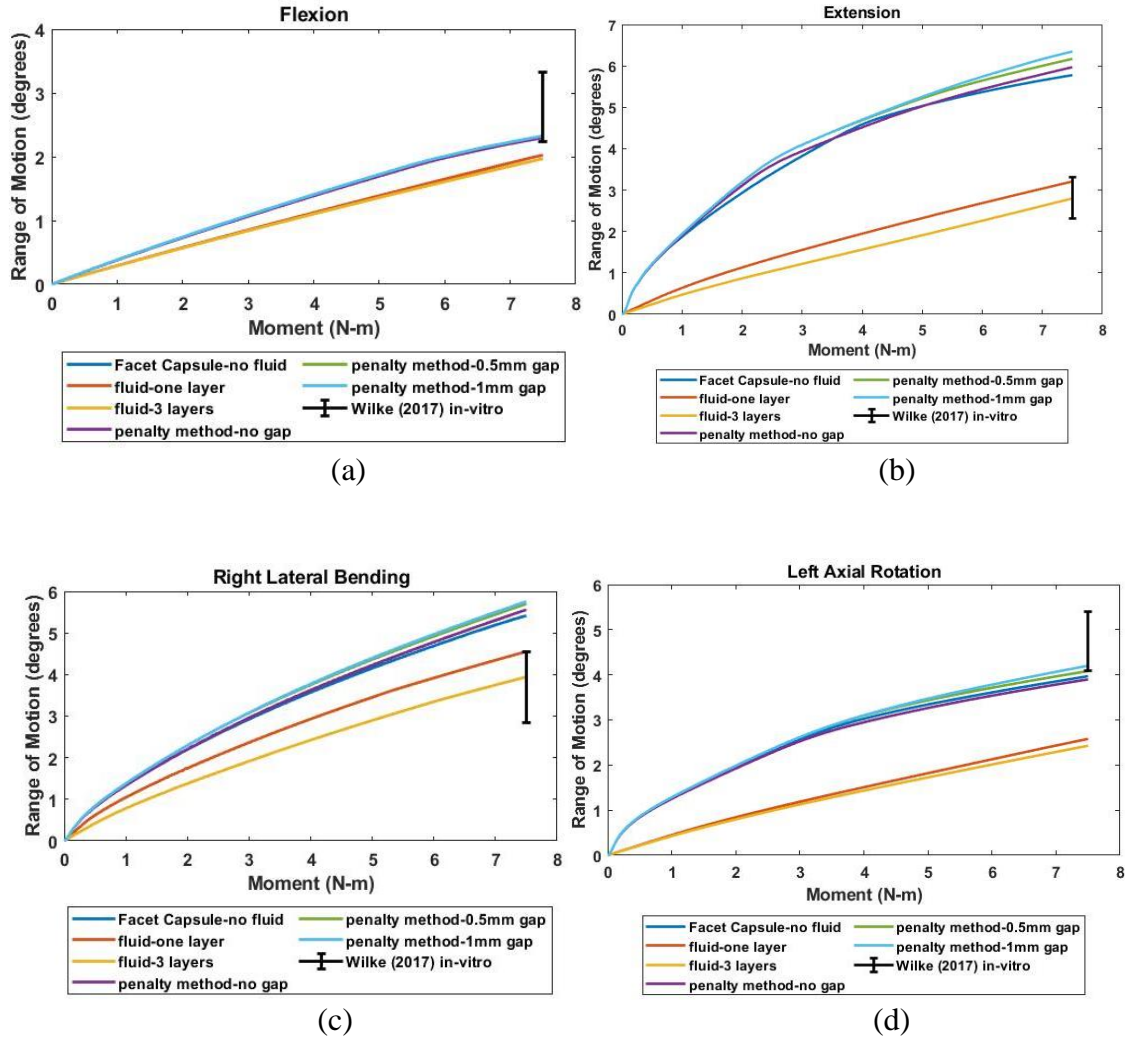 Flexion
Range of Motion (degrees)
4
3
2
1
0
0 1 2 3 4 5 6 7 8
Moment (N-m)
Facet Capsule-no fluid
fluid-one layer
fluid-3 layers
penalty method-no gap
penalty method-0.5mm gap
penalty method-1mm gap
Wilke (2017) in-vitro
(a)
Extension
Range of Motion (degrees)
7
6
5
4
3
2
1
0
0 1 2 3 4 5 6 7 8
Moment (N-m)
Facet Capsule-no fluid
fluid-one layer
fluid-3 layers
penalty method-no gap
penalty method-0.5mm gap
penalty method-1mm gap
Wilke (2017) in-vitro
(b)
Right Lateral Bending
Range of Motion (degrees)
6
5
4
3
2
1
0
0 1 2 3 4 5 6 7 8
Moment (N-m)
Facet Capsule-no fluid
fluid-one layer
fluid-3 layers
penalty method-no gap
penalty method-0.5mm gap
penalty method-1mm gap
Wilke (2017) in-vitro
(c)
Left Axial Rotation
Range of Motion (degrees)
6
5
4
3
2
1
0
0 1 2 3 4 5 6 7 8
Moment (N-m)
Facet Capsule-no fluid
fluid-one layer
fluid-3 layers
penalty method-no gap
penalty method-0.5mm gap
penalty method-1mm gap
Wilke (2017) in-vitro
(d)